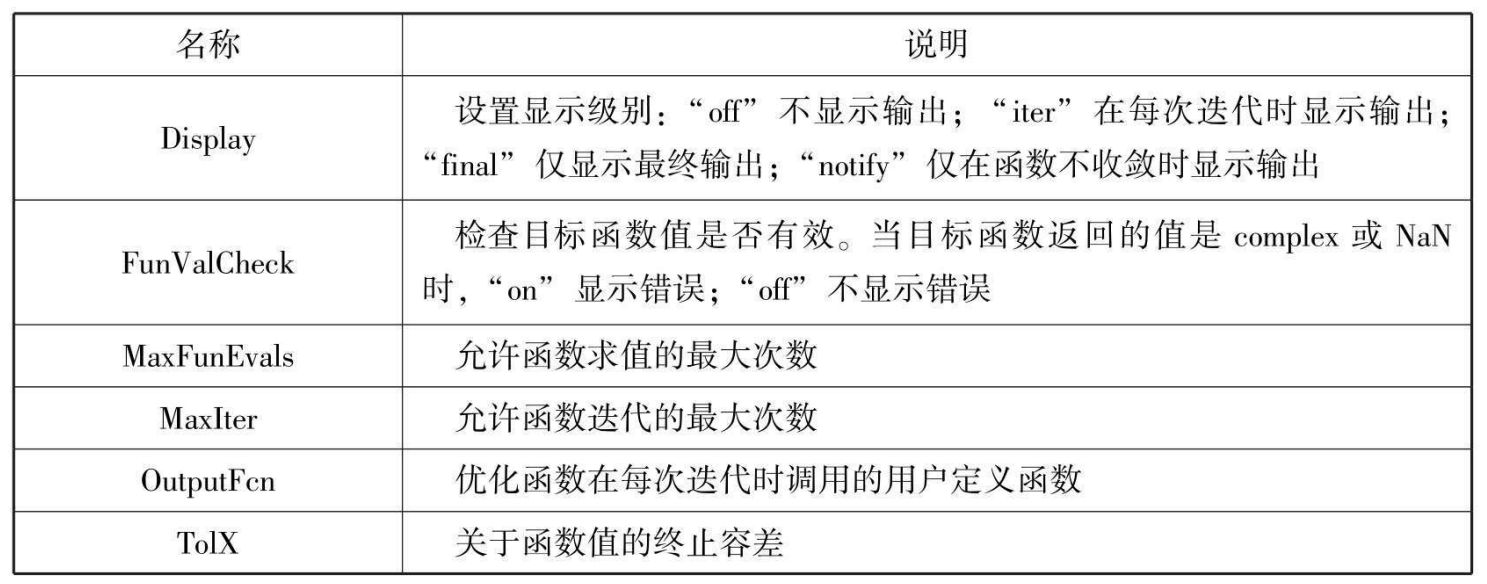 名称 说明
Display 设置显示级别：“off”不显示输出；“iter”在每次迭代时显示输出；
“final”仅显示最终输出；“notify”仅在函数不收敛时显示输出
FunValCheck 检查目标函数值是否有效。当目标函数返回的值是 complex 或 NaN
时，“on”显示错误；“off”不显示错误
MaxFunEvals 允许函数求值的最大次数
MaxIter 允许函数迭代的最大次数
OutputFcn 优化函数在每次迭代时调用的用户定义函数
TolX 关于函数值的终止容差